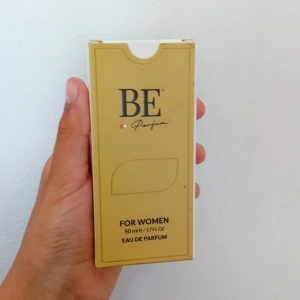 BE
Parfum
FOR WOMEN
50 ml ℮ / 1.7 FL.OZ
EAU DE PARFUM